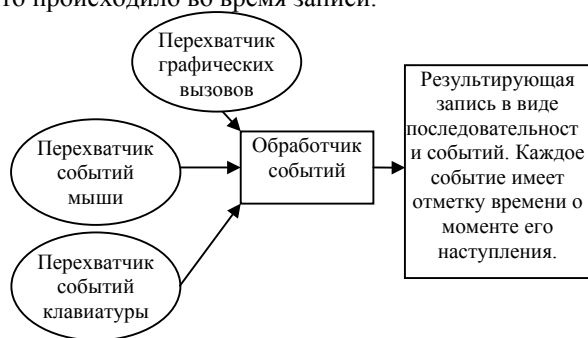 то происходило во время записи.
Перехватчик
графических
вызовов
Перехватчик
событий
мыши
Перехватчик
событий
клавиатуры
Обработчик
событий
Результирующая
запись в виде
последовательност
и событий. Каждое
событие имеет
отметку времени о
моменте его
наступления.